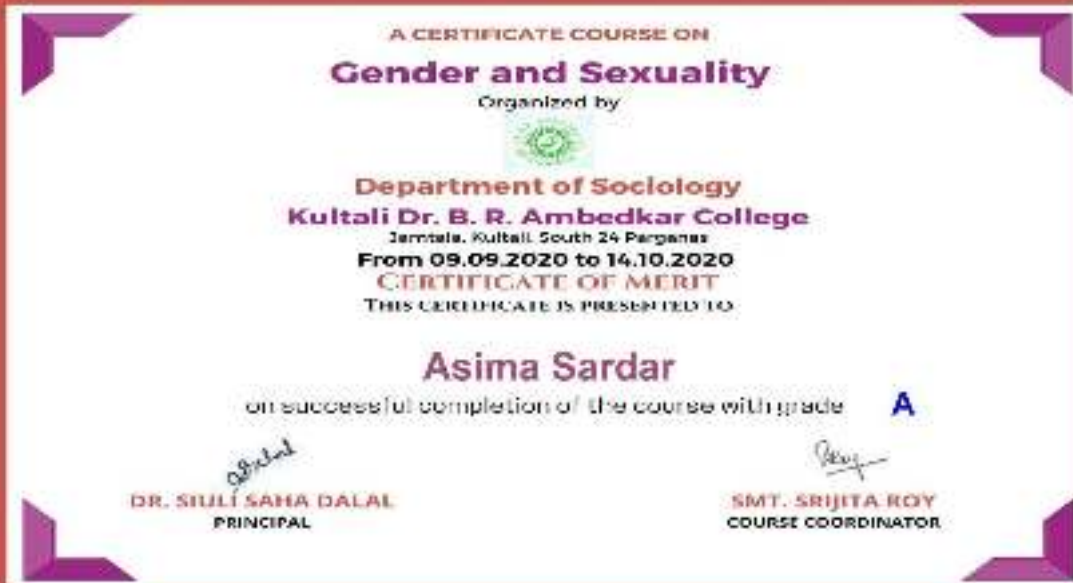 A CERTIFICATE COURSE ON
Gender and Sexuality
Organized by
Department of Sociology
Kultali Dr. B. R. Ambedkar College
Jamtala, Kultali, South 24 Parganas
From 09.09.2020 to 14.10.2020
CERTIFICATE OF MERIT
THIS CERTIFICATE IS PRESENTED TO
Asima Sardar
on successful completion of the course with grade A
DR. SIULI SAHA DALAL
PRINCIPAL
SMT. SRIJITA ROY
COURSE COORDINATOR